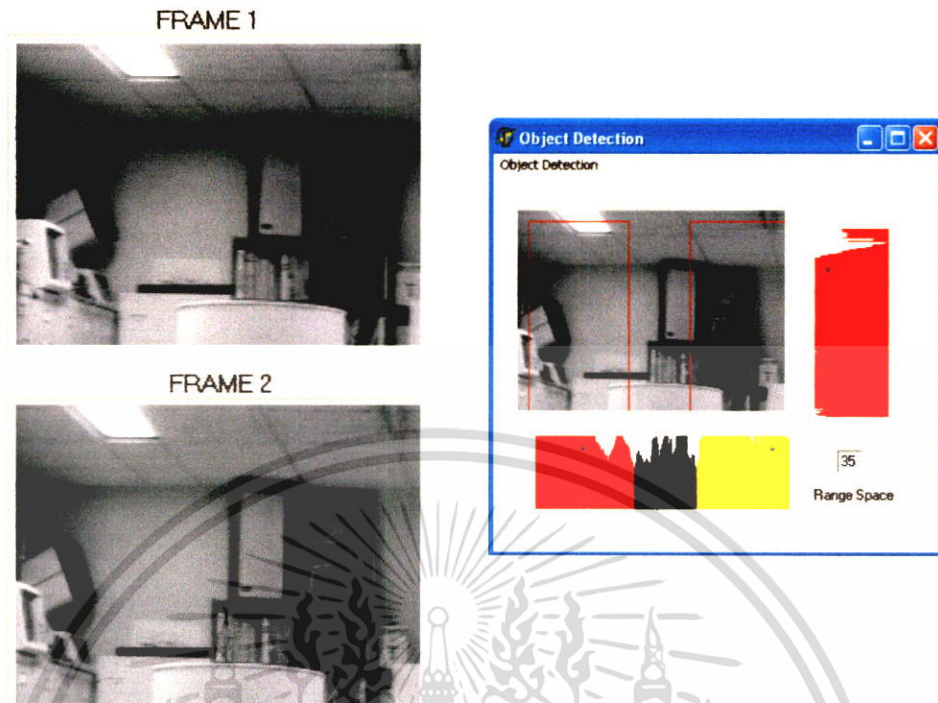 FRAME 1
Object Detection
Object Detection
35
Range Space
FRAME 2